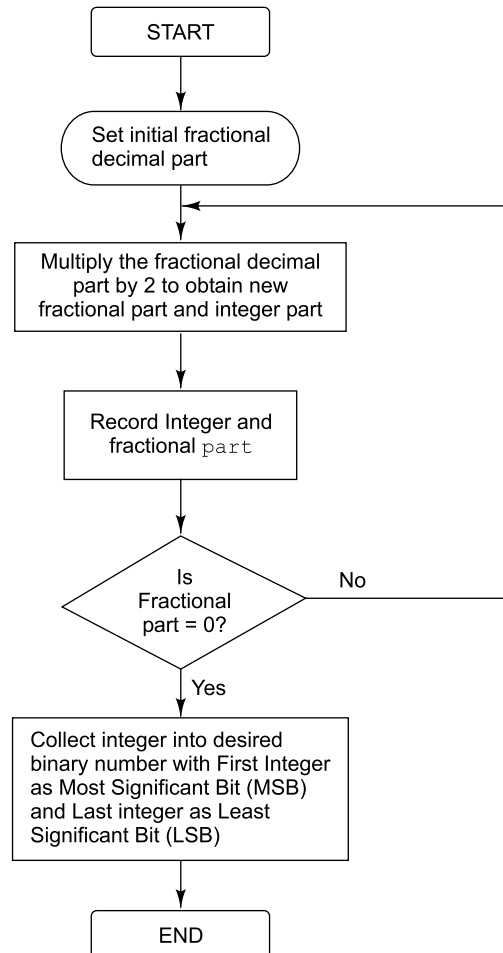 START
Set initial fractional
decimal part
Multiply the fractional decimal
part by 2 to obtain new
fractional part and integer part
Record Integer and
fractional part
Is
Fractional
part = 0?
No
Yes
Collect integer into desired
binary number with First Integer
as Most Significant Bit (MSB)
and Last integer as Least
Significant Bit (LSB)
END